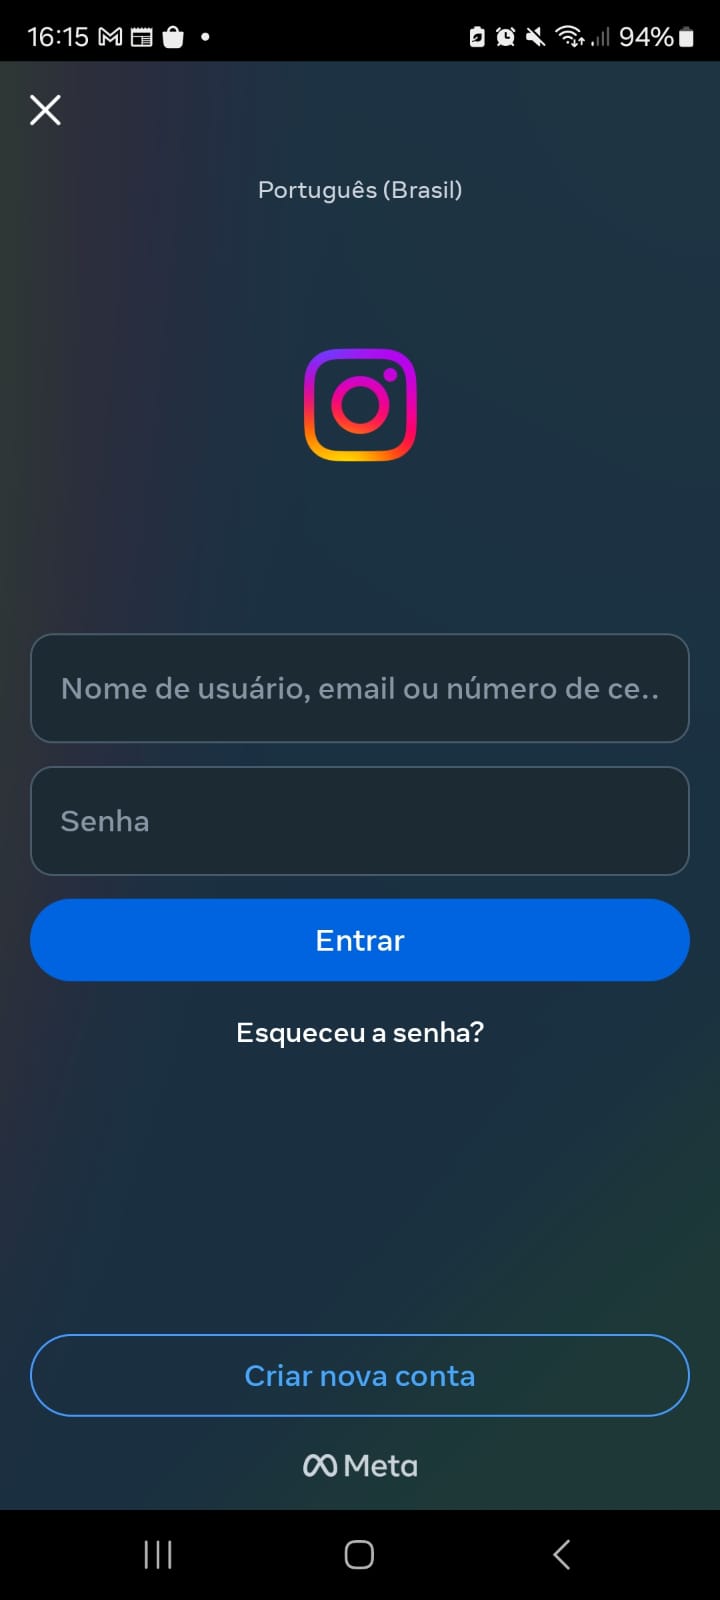 16:15
94%
Português (Brasil)
Nome de usuário, email ou número de ce..
Senha
Entrar
Esqueceu a senha?
Criar nova conta
Meta